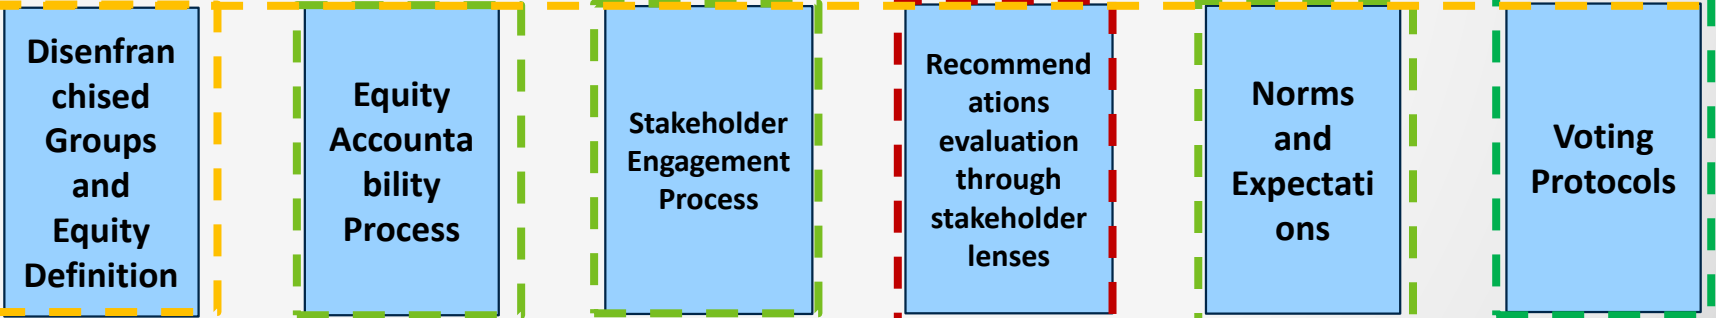 Disenfran
chised
Groups
and
Equity
Definition
Equity
Accounta
bility
Process
Stakeholder
Engagement
Process
Recommend
ations
evaluation
through
stakeholder
lenses
Norms
and
Expectati
ons
Voting
Protocols